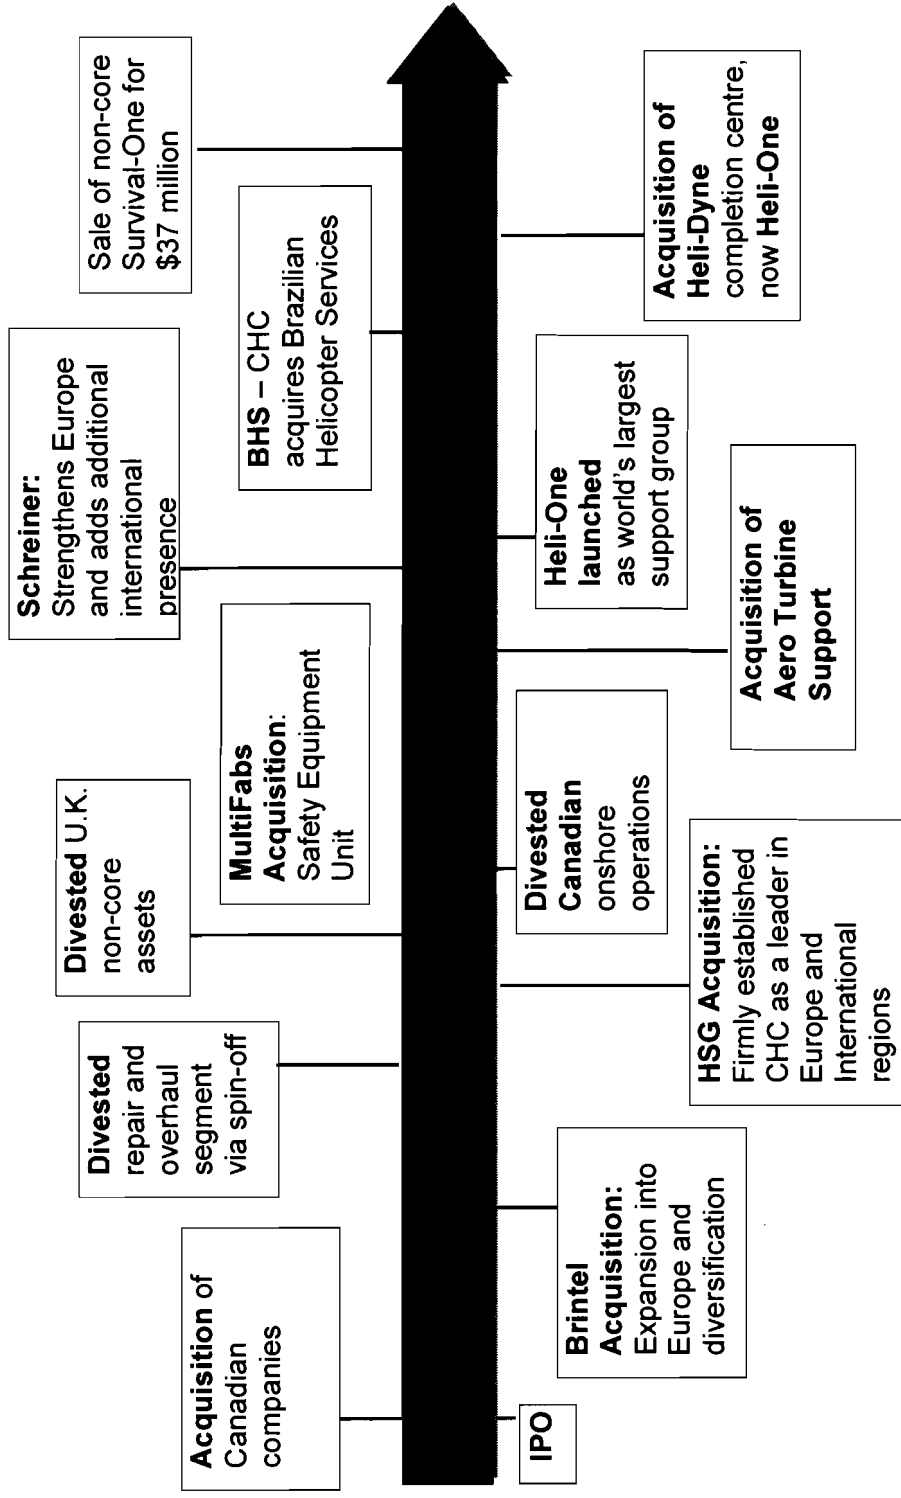 Acquisition of
Canadian
companies
Divested
repair and
overhaul
segment
via spin-off
Divested U.K.
non-core
assets
MultiFabs
Acquisition:
Safety Equipment
Unit
Schreiner:
Strengthens Europe
and adds additional
international
presence
BHS – CHC
acquires Brazilian
Helicopter Services
Sale of non-core
Survival-One for
$37 million
IPO
Brintel
Acquisition:
Expansion into
Europe and
diversification
HSG Acquisition:
Firmly established
CHC as a leader in
Europe and
International
regions
Divested
Canadian
onshore
operations
Acquisition of
Aero Turbine
Support
Heli-One
launched
as world's largest
support group
Acquisition of
Heli-Dyne
completion centre,
now Heli-One